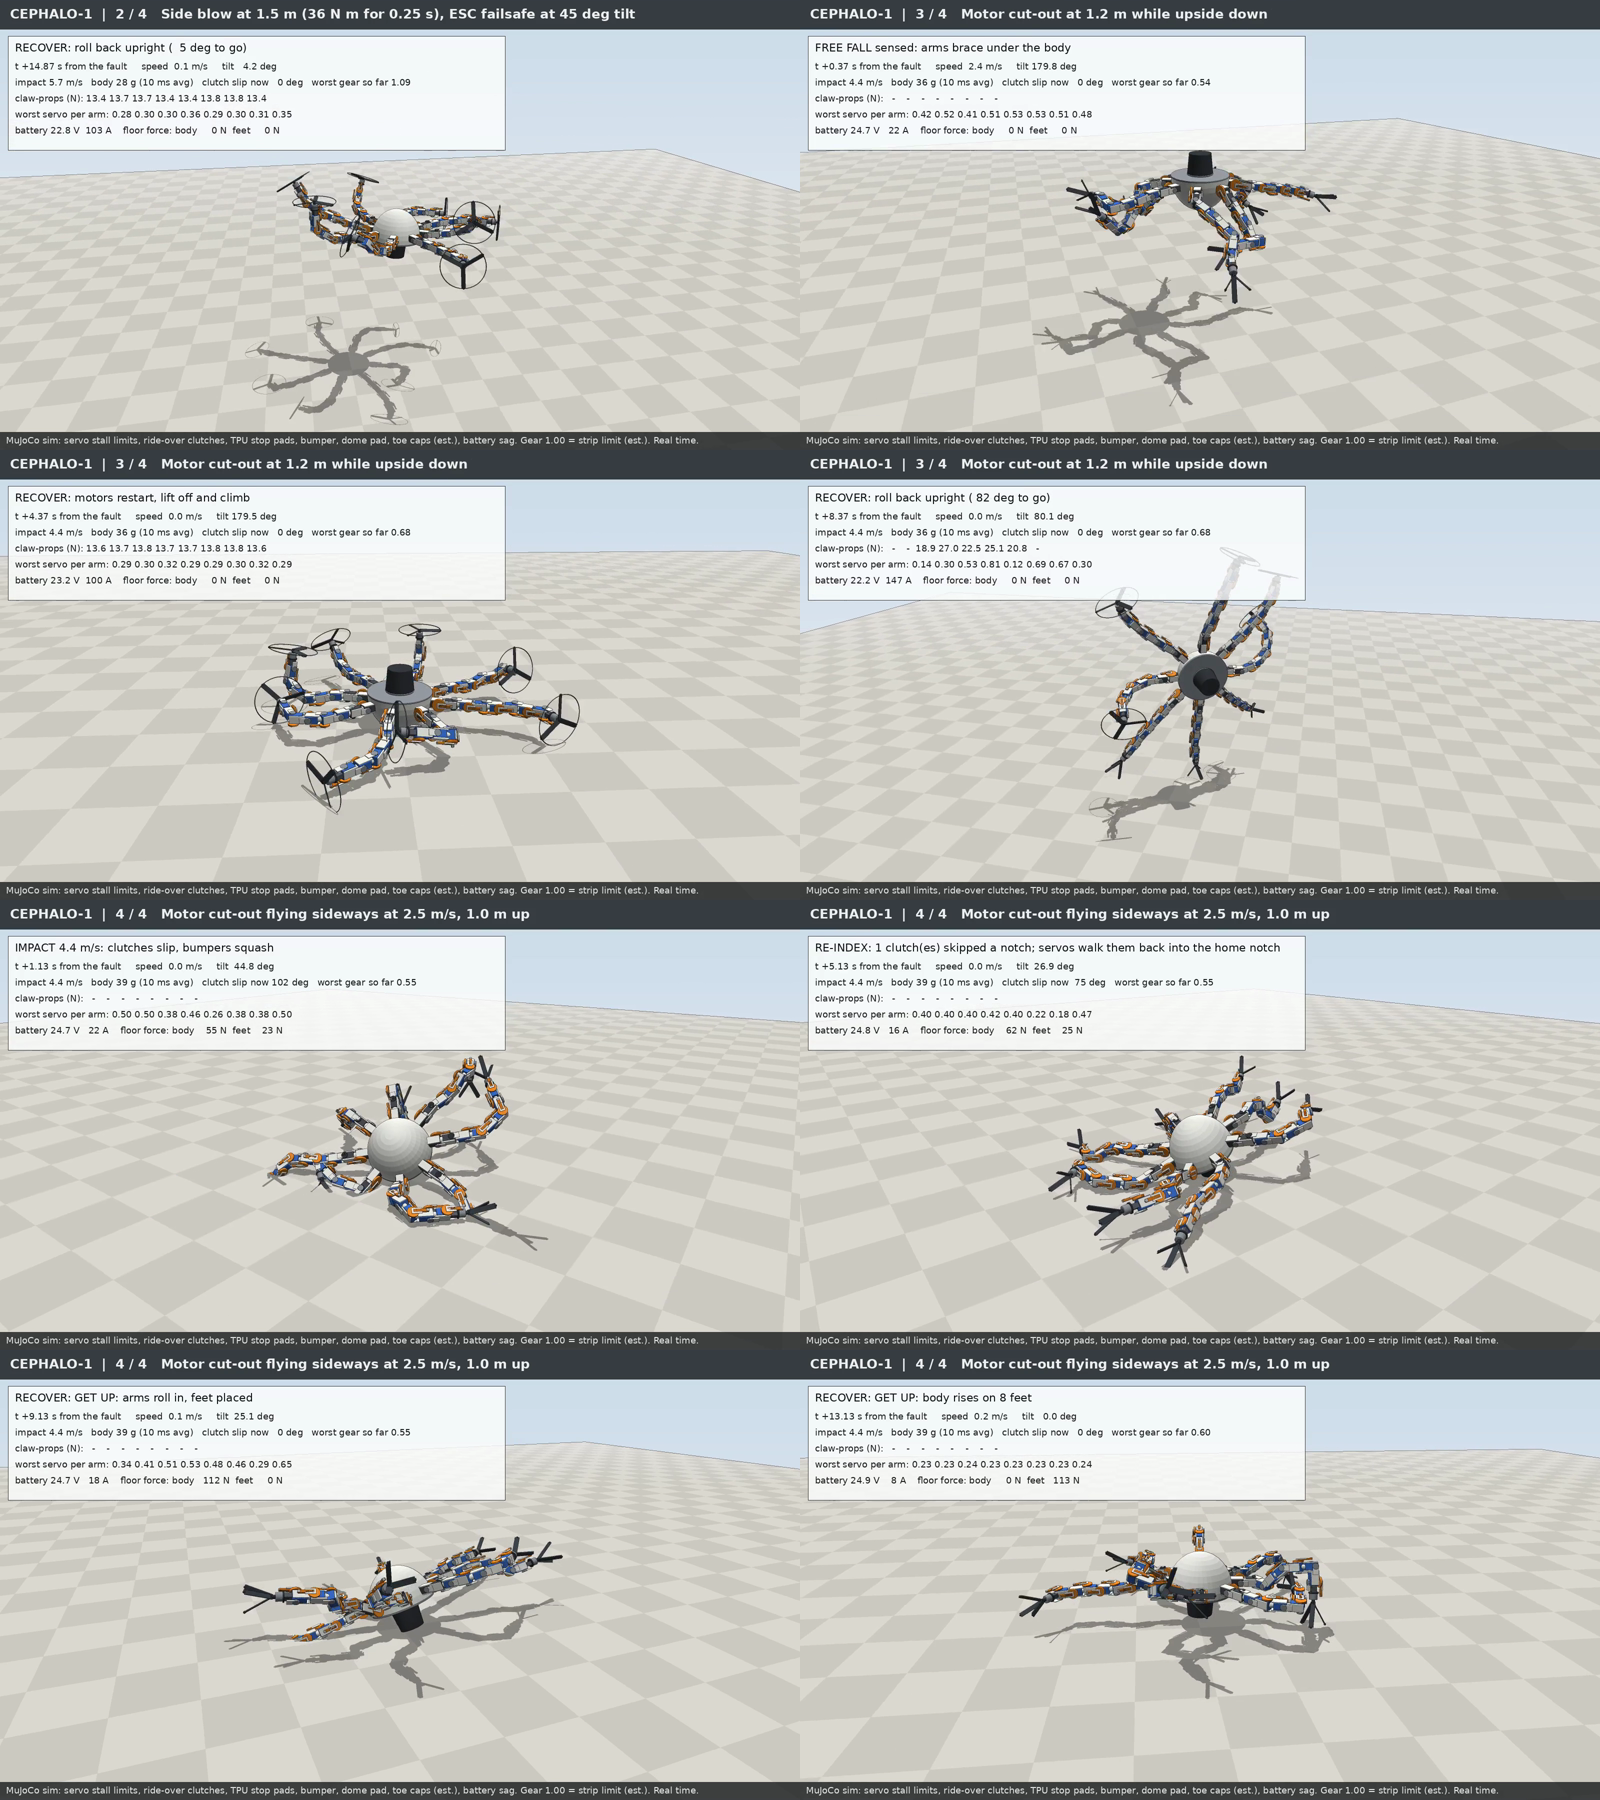 CEPHALO-1 | 2 / 4 Side blow at 1.5 m (36 N m for 0.25 s), ESC failsafe at 45 deg tilt
RECOVER: roll back upright ( 5 deg to go)
t +14.87 s from the fault speed 0.1 m/s tilt 4.2 deg
impact 5.7 m/s body 28 g (10 ms avg) clutch slip now 0 deg worst gear so far 1.09
claw-props (N): 13.4 13.7 13.7 13.4 13.4 13.8 13.8 13.4
worst servo per arm: 0.28 0.30 0.30 0.36 0.29 0.30 0.31 0.35
battery 22.8 V 103 A floor force: body 0 N feet 0 N
MuJoCo sim: servo stall limits, ride-over clutches, TPU stop pads, bumper, dome pad, toe caps (est.), battery sag. Gear 1.00 = strip limit (est.). Real time.
CEPHALO-1 | 3 / 4 Motor cut-out at 1.2 m while upside down
FREE FALL sensed: arms brace under the body
t +0.37 s from the fault speed 2.4 m/s tilt 179.8 deg
impact 4.4 m/s body 36 g (10 ms avg) clutch slip now 0 deg worst gear so far 0.54
claw-props (N): - - - - - - - -
worst servo per arm: 0.42 0.52 0.41 0.51 0.53 0.53 0.51 0.48
battery 24.7 V 22 A floor force: body 0 N feet 0 N
MuJoCo sim: servo stall limits, ride-over clutches, TPU stop pads, bumper, dome pad, toe caps (est.), battery sag. Gear 1.00 = strip limit (est.). Real time.
CEPHALO-1 | 3 / 4 Motor cut-out at 1.2 m while upside down
RECOVER: motors restart, lift off and climb
t +4.37 s from the fault speed 0.0 m/s tilt 179.5 deg
impact 4.4 m/s body 36 g (10 ms avg) clutch slip now 0 deg worst gear so far 0.68
claw-props (N): 13.6 13.7 13.8 13.7 13.7 13.8 13.8 13.6
worst servo per arm: 0.29 0.30 0.32 0.29 0.29 0.30 0.32 0.29
battery 23.2 V 100 A floor force: body 0 N feet 0 N
MuJoCo sim: servo stall limits, ride-over clutches, TPU stop pads, bumper, dome pad, toe caps (est.), battery sag. Gear 1.00 = strip limit (est.). Real time.
CEPHALO-1 | 3 / 4 Motor cut-out at 1.2 m while upside down
RECOVER: roll back upright ( 82 deg to go)
t +8.37 s from the fault speed 0.0 m/s tilt 80.1 deg
impact 4.4 m/s body 36 g (10 ms avg) clutch slip now 0 deg worst gear so far 0.68
claw-props (N): - - 18.9 27.0 22.5 25.1 20.8 -
worst servo per arm: 0.14 0.30 0.53 0.81 0.12 0.69 0.67 0.30
battery 22.2 V 147 A floor force: body 0 N feet 0 N
MuJoCo sim: servo stall limits, ride-over clutches, TPU stop pads, bumper, dome pad, toe caps (est.), battery sag. Gear 1.00 = strip limit (est.). Real time.
CEPHALO-1 | 4 / 4 Motor cut-out flying sideways at 2.5 m/s, 1.0 m up
IMPACT 4.4 m/s: clutches slip, bumpers squash
t +1.13 s from the fault speed 0.0 m/s tilt 44.8 deg
impact 4.4 m/s body 39 g (10 ms avg) clutch slip now 102 deg worst gear so far 0.55
claw-props (N): - - - - - - - -
worst servo per arm: 0.50 0.50 0.38 0.46 0.26 0.38 0.38 0.50
battery 24.7 V 22 A floor force: body 55 N feet 23 N
MuJoCo sim: servo stall limits, ride-over clutches, TPU stop pads, bumper, dome pad, toe caps (est.), battery sag. Gear 1.00 = strip limit (est.). Real time.
CEPHALO-1 | 4 / 4 Motor cut-out flying sideways at 2.5 m/s, 1.0 m up
RE-INDEX: 1 clutch(es) skipped a notch; servos walk them back into the home notch
t +5.13 s from the fault speed 0.0 m/s tilt 26.9 deg
impact 4.4 m/s body 39 g (10 ms avg) clutch slip now 75 deg worst gear so far 0.55
claw-props (N): - - - - - - - -
worst servo per arm: 0.40 0.40 0.40 0.42 0.40 0.22 0.18 0.47
battery 24.8 V 16 A floor force: body 62 N feet 25 N
MuJoCo sim: servo stall limits, ride-over clutches, TPU stop pads, bumper, dome pad, toe caps (est.), battery sag. Gear 1.00 = strip limit (est.). Real time.
CEPHALO-1 | 4 / 4 Motor cut-out flying sideways at 2.5 m/s, 1.0 m up
RECOVER: GET UP: arms roll in, feet placed
t +9.13 s from the fault speed 0.1 m/s tilt 25.1 deg
impact 4.4 m/s body 39 g (10 ms avg) clutch slip now 0 deg worst gear so far 0.55
claw-props (N): - - - - - - - -
worst servo per arm: 0.34 0.41 0.51 0.53 0.48 0.46 0.29 0.65
battery 24.7 V 18 A floor force: body 112 N feet 0 N
MuJoCo sim: servo stall limits, ride-over clutches, TPU stop pads, bumper, dome pad, toe caps (est.), battery sag. Gear 1.00 = strip limit (est.). Real time.
CEPHALO-1 | 4 / 4 Motor cut-out flying sideways at 2.5 m/s, 1.0 m up
RECOVER: GET UP: body rises on 8 feet
t +13.13 s from the fault speed 0.2 m/s tilt 0.0 deg
impact 4.4 m/s body 39 g (10 ms avg) clutch slip now 0 deg worst gear so far 0.60
claw-props (N): - - - - - - - -
worst servo per arm: 0.23 0.23 0.24 0.23 0.23 0.23 0.23 0.24
battery 24.9 V 8 A floor force: body 0 N feet 113 N
MuJoCo sim: servo stall limits, ride-over clutches, TPU stop pads, bumper, dome pad, toe caps (est.), battery sag. Gear 1.00 = strip limit (est.). Real time.